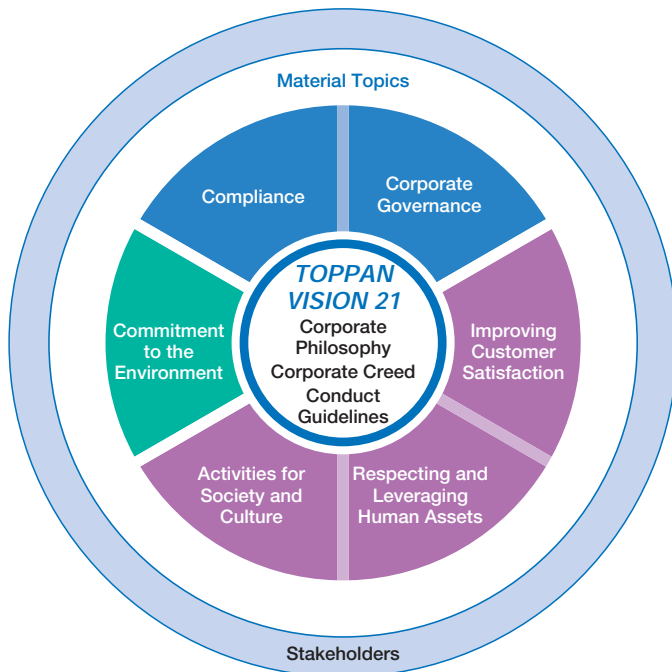 Material Topics
Compliance
Corporate
Governance
TOPPAN
VISION 21
Corporate
Philosophy
Corporate Creed
Conduct
Guidelines
Commitment
to the
Environment
Improving
Customer
Satisfaction
Activities for
Society and
Culture
Respecting and
Leveraging
Human Assets
Stakeholders